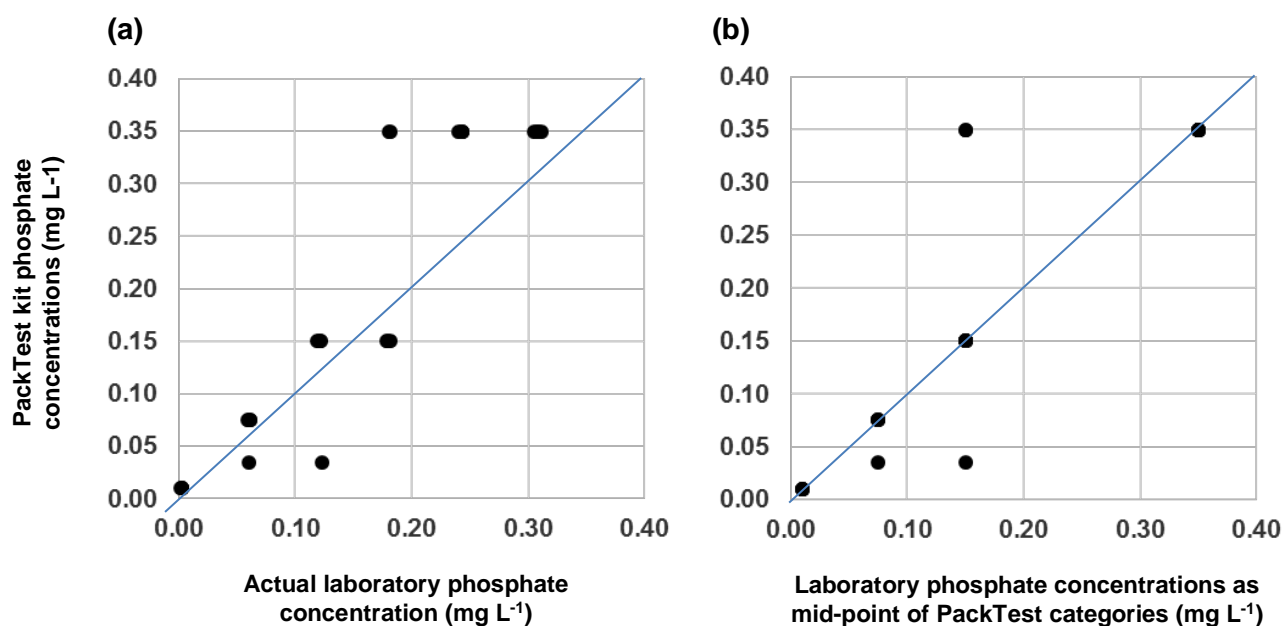 (a)
PackTest kit phosphate
concentrations (mg L-1)
0.40
0.35
0.30
0.25
0.20
0.15
0.10
0.05
0.00
0.00 0.10 0.20 0.30 0.40
Actual laboratory phosphate
concentration (mg L⁻¹)
(b)
0.40
0.35
0.30
0.25
0.20
0.15
0.10
0.05
0.00
0.00 0.10 0.20 0.30 0.40
Laboratory phosphate concentrations as
mid-point of PackTest categories (mg L⁻¹)